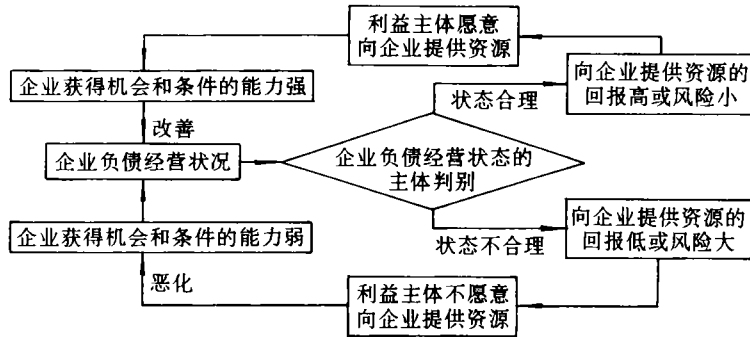 利益主体愿意
向企业提供资源
企业获得机会和条件的能力强
状态合理
向企业提供资源的
回报高或风险小
改善
企业负债经营状况
企业负债经营状态的
主体判别
企业获得机会和条件的能力弱
状态不合理
向企业提供资源的
回报低或风险大
恶化
利益主体不愿意
向企业提供资源